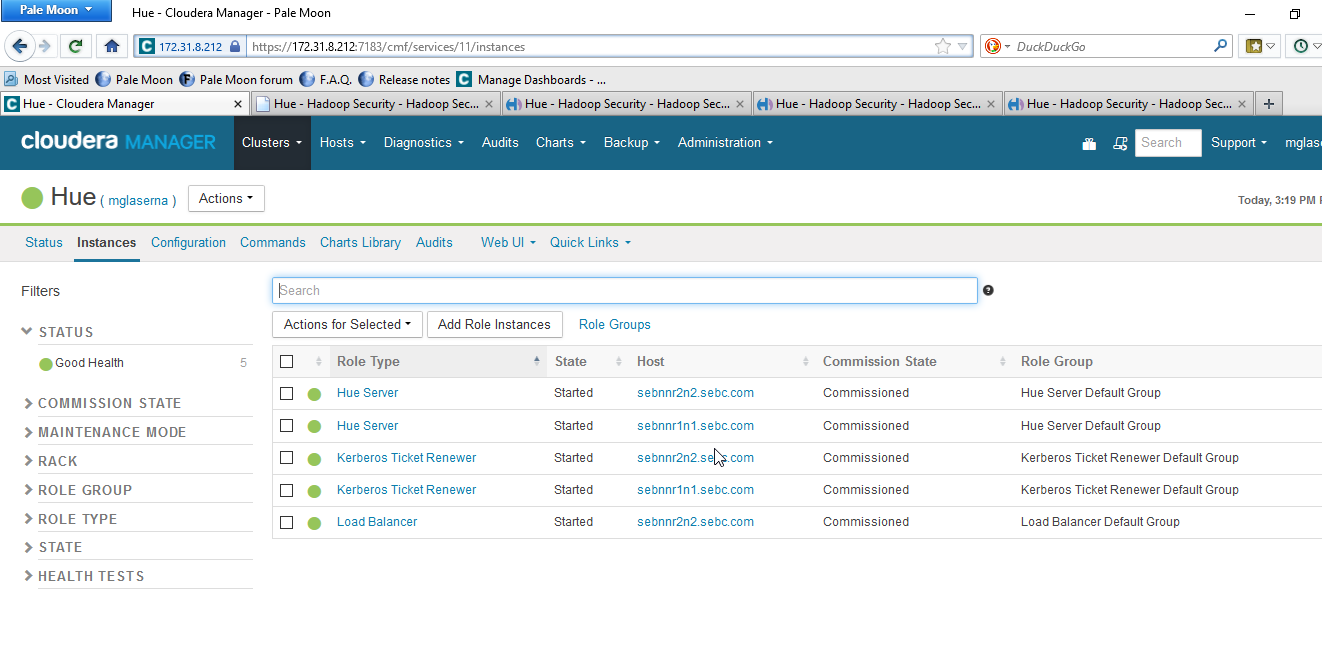 Pale Moon Hue - Cloudera Manager - Pale Moon
172.31.8.212 https://172.31.8.212:7183/cmf/services/11/instances DuckDuckGo
Most Visited Pale Moon Pale Moon forum F.A.Q. Release notes C Manage Dashboards - ...
C Hue - Cloudera Manager Hue - Hadoop Security - Hadoop Sec... Hue - Hadoop Security - Hadoop Sec... Hue - Hadoop Security - Hadoop Sec... Hue - Hadoop Security - Hadoop Sec...
cloudera MANAGER Clusters Hosts Diagnostics Audits Charts Backup Administration Search Support mglase
Hue ( mglaserna ) Actions Today, 3:19 PM
Status Instances Configuration Commands Charts Library Audits Web UI Quick Links
Filters Search
Actions for Selected Add Role Instances Role Groups
STATUS
Good Health 5
COMMISSION STATE
MAINTENANCE MODE
RACK
ROLE GROUP
ROLE TYPE
STATE
HEALTH TESTS
Role Type State Host Commission State Role Group
Hue Server Started sebnnr2n2.sebc.com Commissioned Hue Server Default Group
Hue Server Started sebnnr1n1.sebc.com Commissioned Hue Server Default Group
Kerberos Ticket Renewer Started sebnnr2n2.sebc.com Commissioned Kerberos Ticket Renewer Default Group
Kerberos Ticket Renewer Started sebnnr1n1.sebc.com Commissioned Kerberos Ticket Renewer Default Group
Load Balancer Started sebnnr2n2.sebc.com Commissioned Load Balancer Default Group